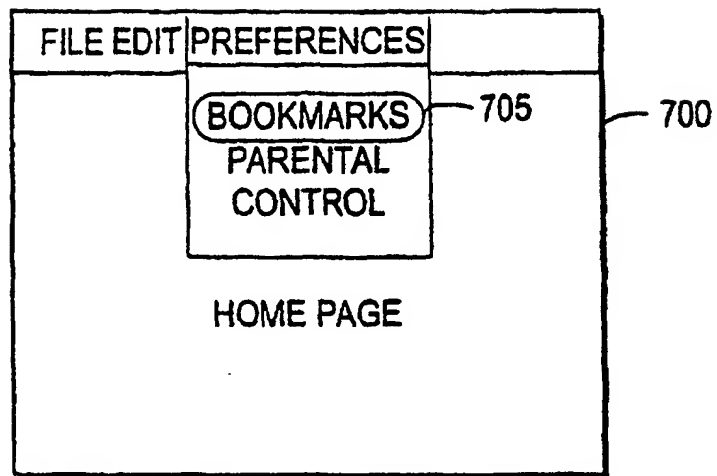 FILE EDIT PREFERENCES
BOOKMARKS 705 700
PARENTAL
CONTROL
HOME PAGE